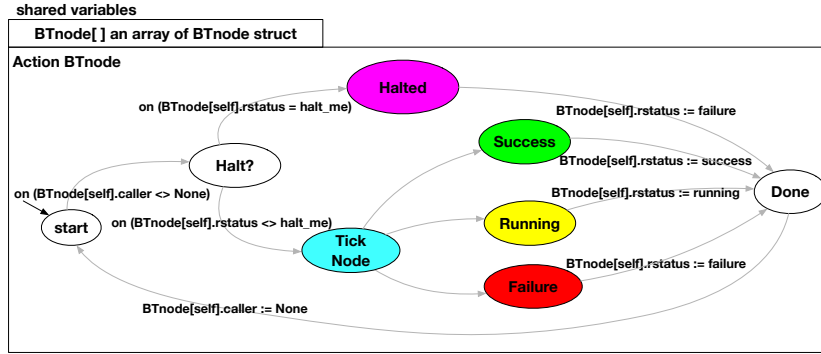 shared variables
BTnode[ ] an array of BTnode struct
Action BTnode
Halted
on (BTnode[self].rstatus = halt_me)
BTnode[self].rstatus := failure
Success
Halt?
BTnode[self].rstatus := success
on (BTnode[self].caller <> None)
BTnode[self].rstatus := running
Done
on (BTnode[self].rstatus <> halt_me)
start
Running
Tick
Node
BTnode[self].rstatus := failure
Failure
BTnode[self].caller := None